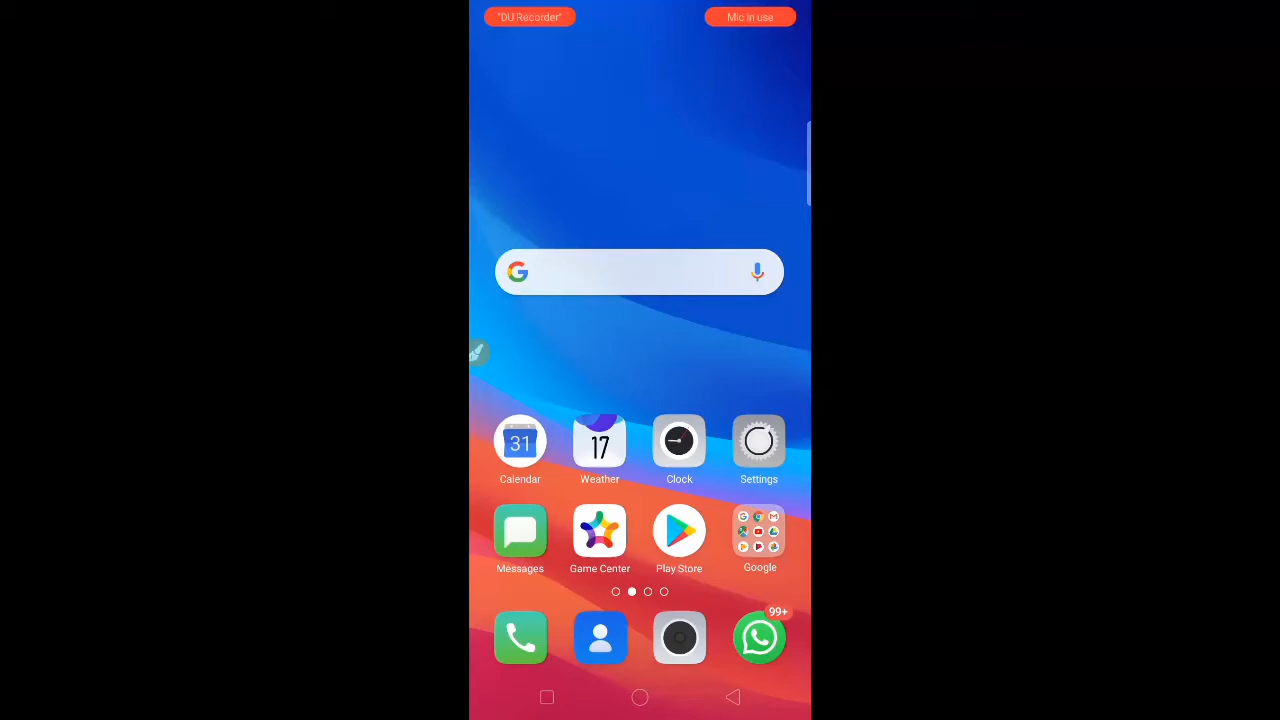 "DU Recorder" Mic in use
31 17
Calendar Weather Clock Settings
Messages Game Center Play Store Google
99+